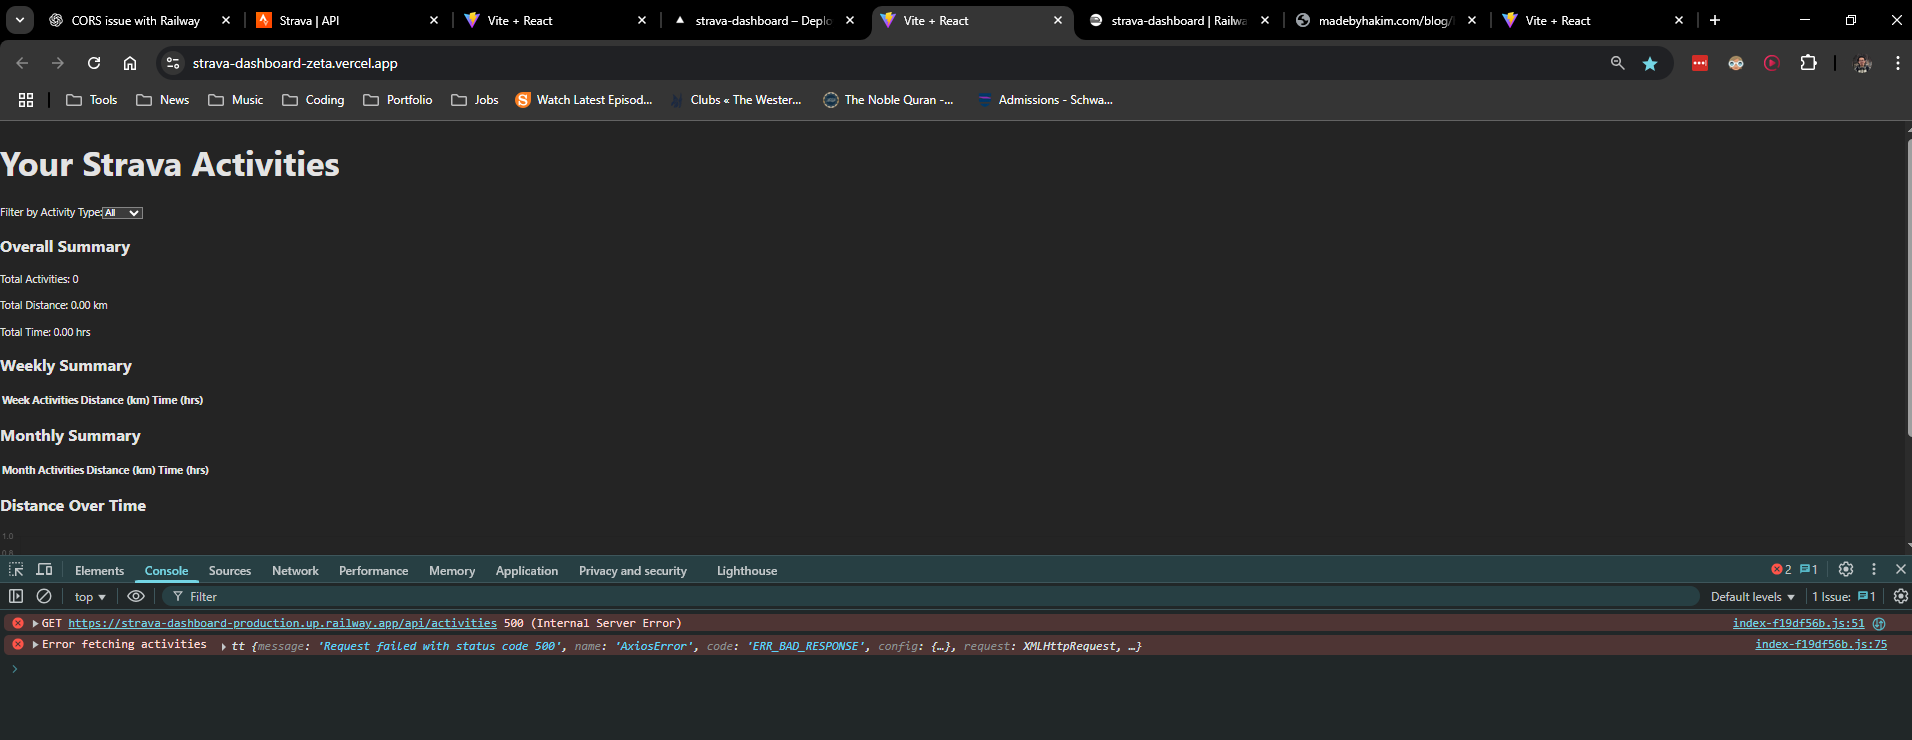 CORS issue with Railway
Strava | API
Vite + React
strava-dashboard – Deplo
Vite + React
strava-dashboard | Railwa
madebyhakim.com/blog/
Vite + React
strava-dashboard-zeta.vercel.app
Tools
News
Music
Coding
Portfolio
Jobs
Watch Latest Episod...
Clubs « The Wester...
The Noble Quran -...
Admissions - Schwa...
Your Strava Activities
Filter by Activity Type: All
Overall Summary
Total Activities: 0
Total Distance: 0.00 km
Total Time: 0.00 hrs
Weekly Summary
Week Activities Distance (km) Time (hrs)
Monthly Summary
Month Activities Distance (km) Time (hrs)
Distance Over Time
1.0
0.8
Elements Console Sources Network Performance Memory Application Privacy and security Lighthouse 2 1
top Filter Default levels 1 Issue: 1
GET https://strava-dashboard-production.up.railway.app/api/activities 500 (Internal Server Error) index-f19df56b.js:51
Error fetching activities tt {message: 'Request failed with status code 500', name: 'AxiosError', code: 'ERR_BAD_RESPONSE', config: {…}, request: XMLHttpRequest, …} index-f19df56b.js:75